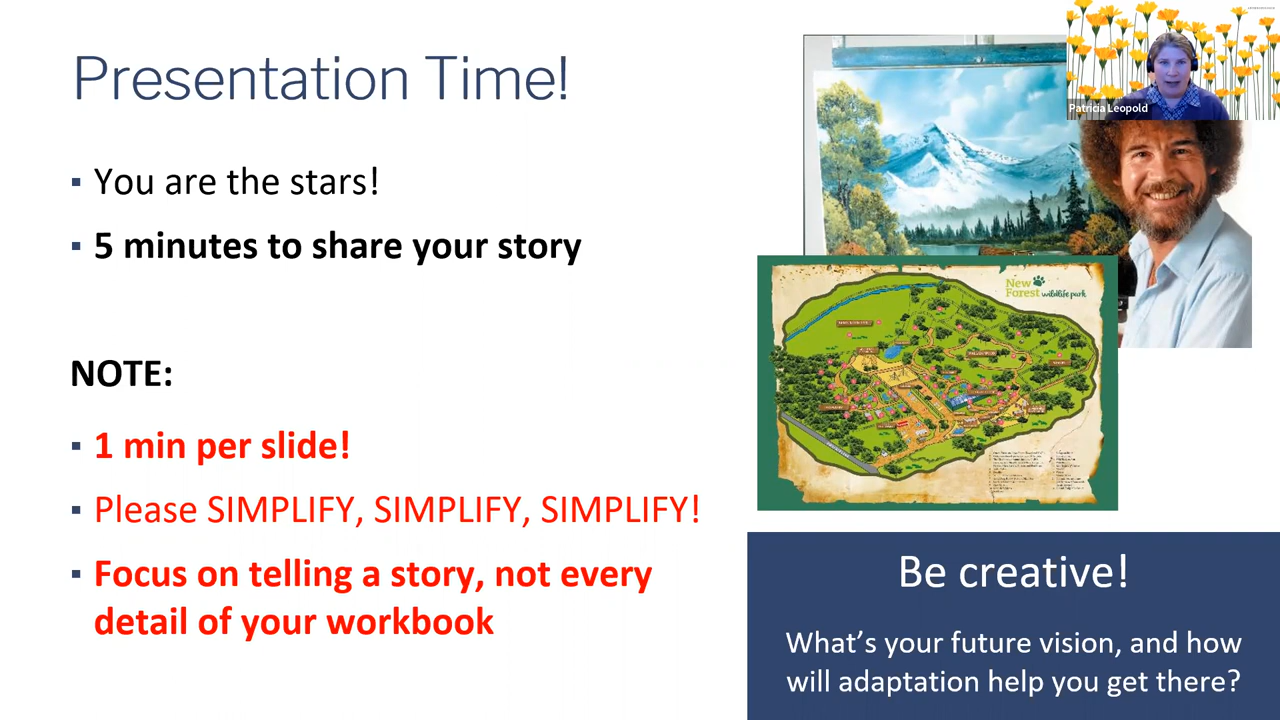 Presentation Time!
▪ You are the stars!
▪ 5 minutes to share your story
NOTE:
▪ 1 min per slide!
▪ Please SIMPLIFY, SIMPLIFY, SIMPLIFY!
▪ Focus on telling a story, not every
detail of your workbook
Patricia Leopold
New
Forest wildlife park
Be creative!
What's your future vision, and how
will adaptation help you get there?